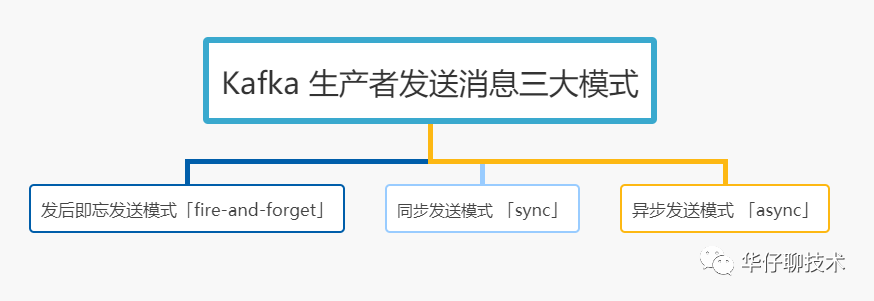 Kafka 生产者发送消息三大模式
发后即忘发送模式「fire-and-forget」
同步发送模式 「sync」
异步发送模式 「async」
华仔聊技术